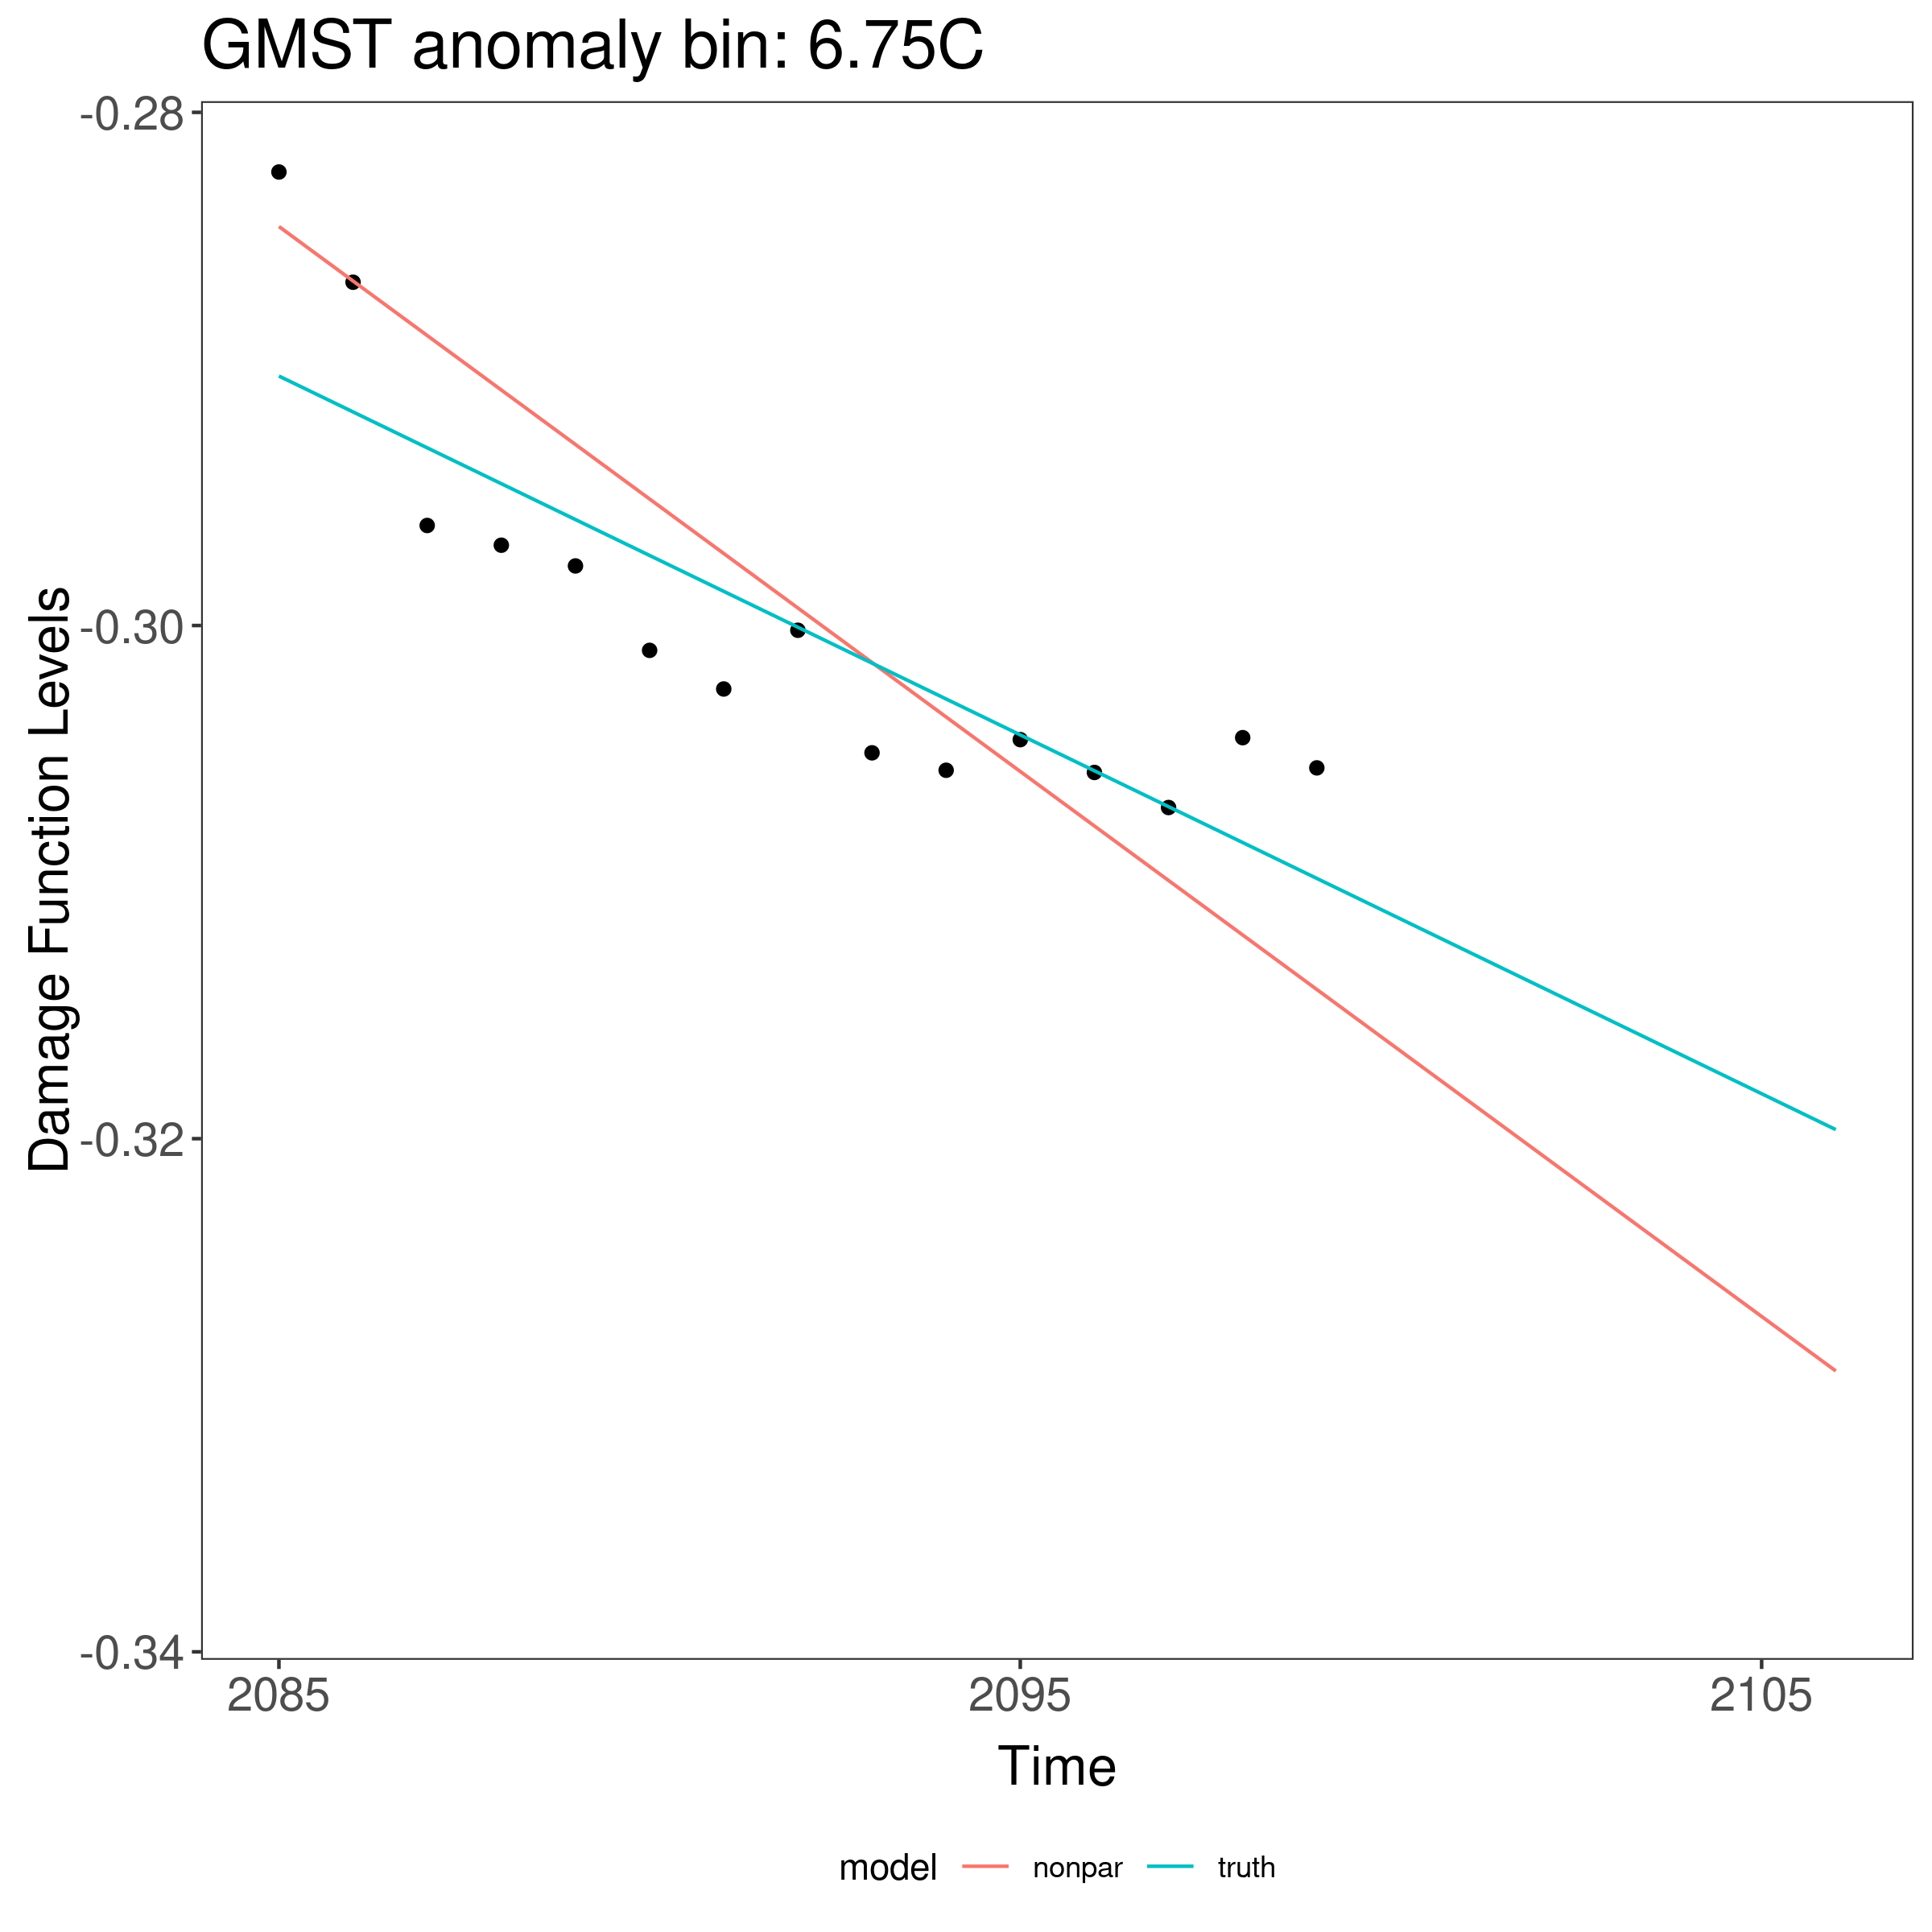 GMST anomaly bin: 6.75C
-0.28
-0.30
-0.32
-0.34
Damage Function Levels
2085 2095 2105
Time
model nonpar truth